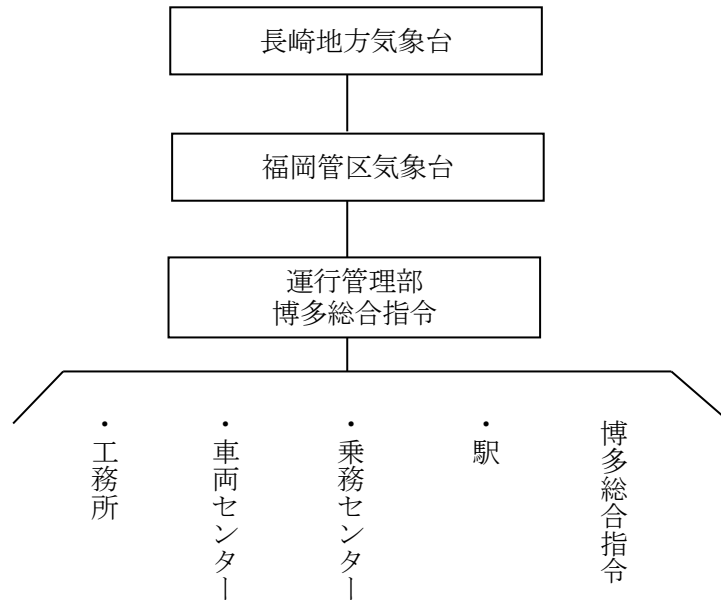 長崎地方気象台
福岡管区気象台
運行管理部
博多総合指令
博多総合指令
・駅
・乗務センター
・車両センター
・工務所